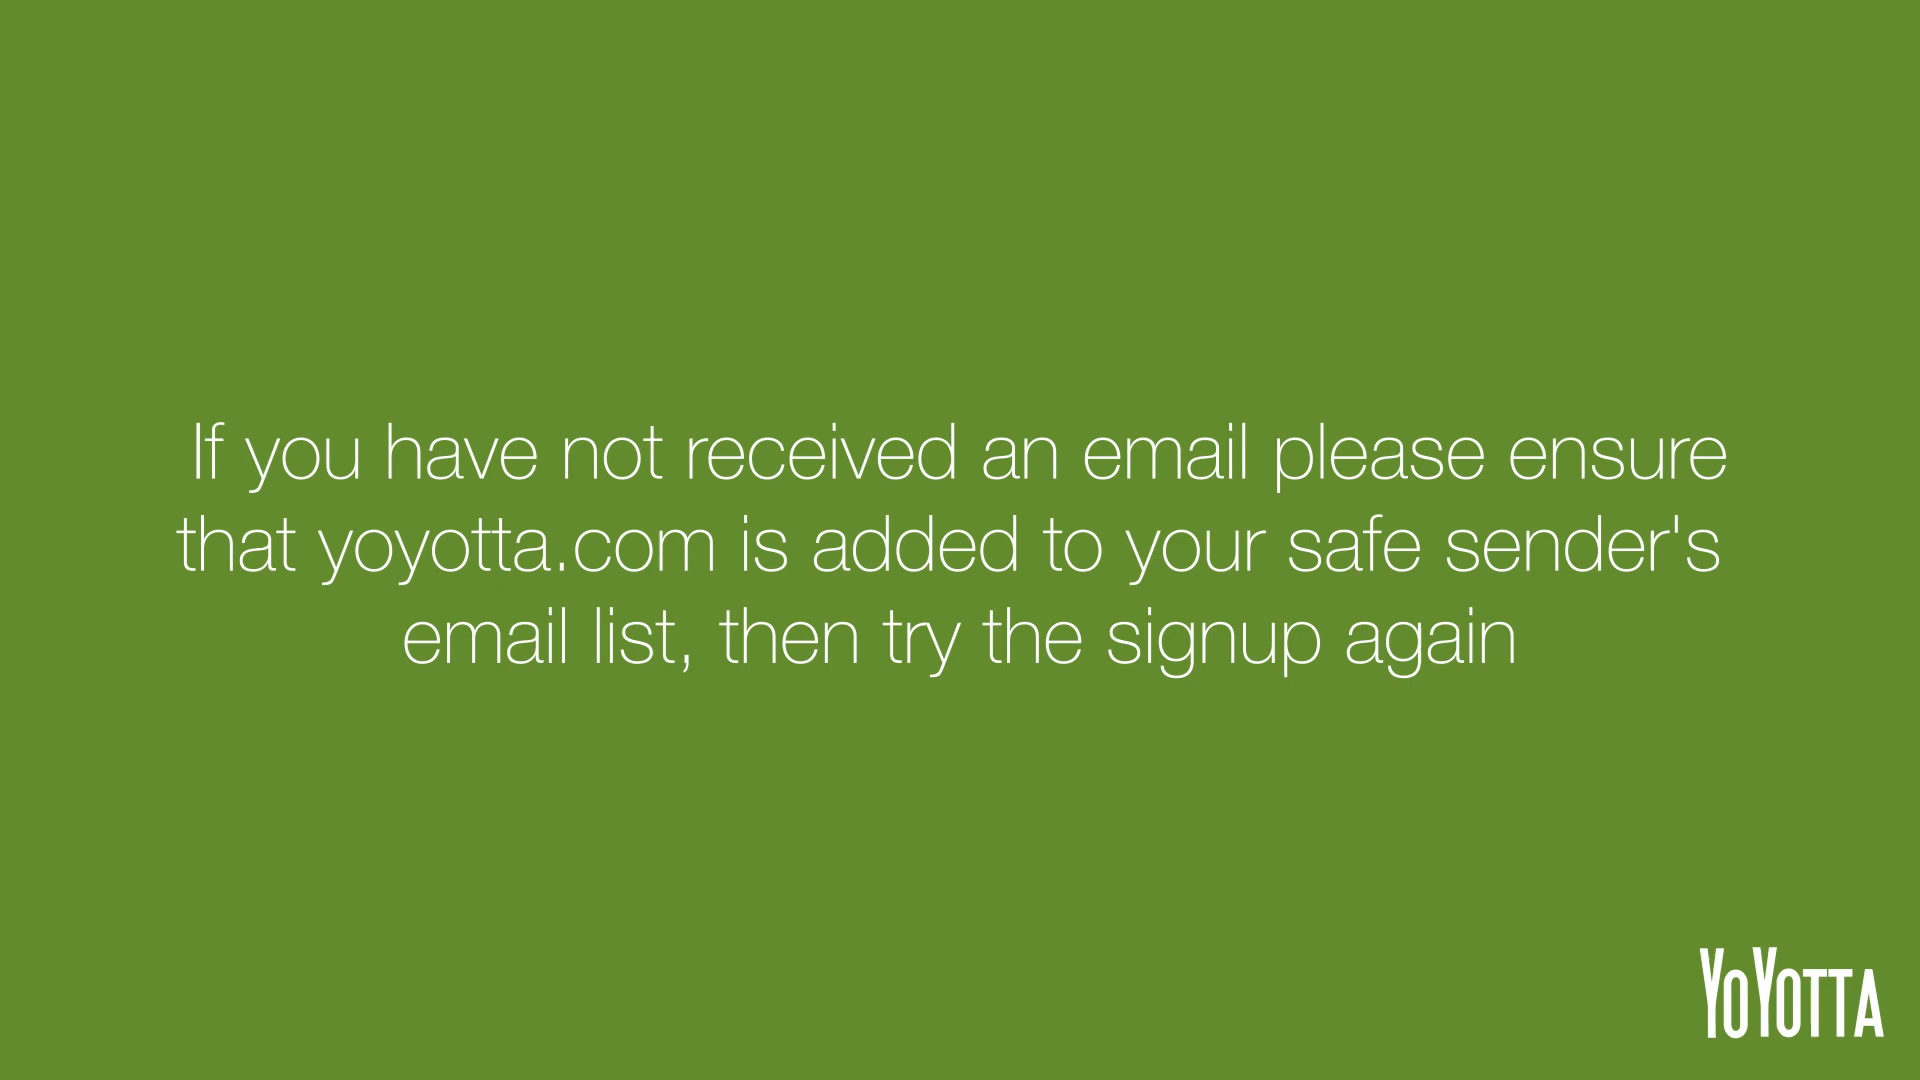 If you have not received an email please ensure
that yoyotta.com is added to your safe sender's
email list, then try the signup again
YOYOTTA